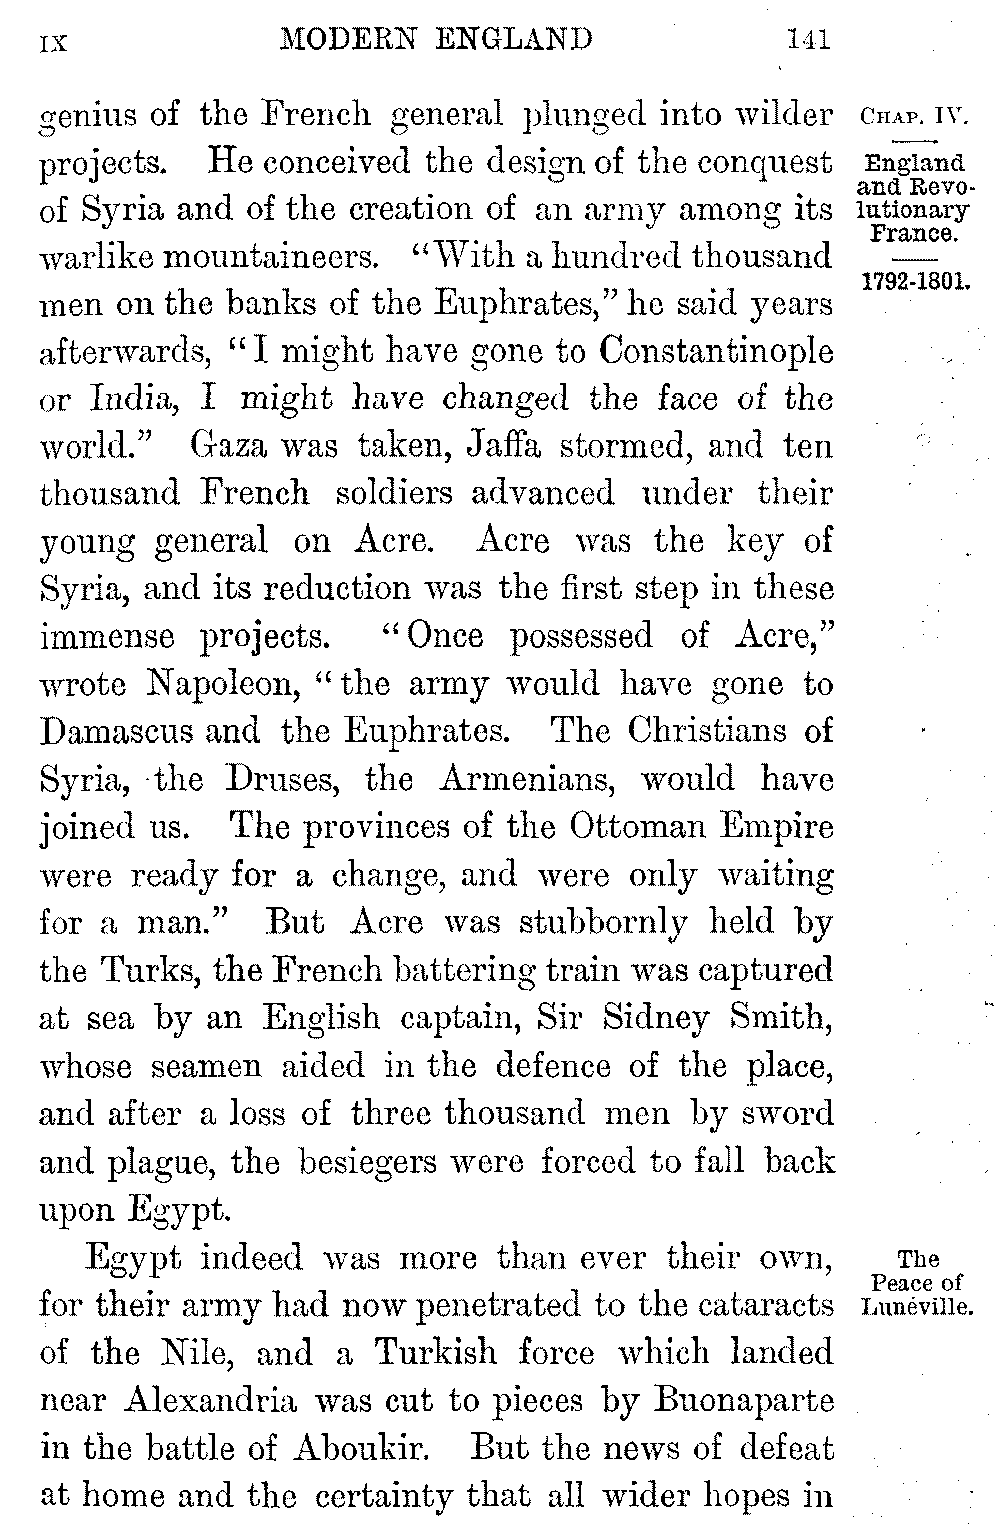 IX MODERN ENGLAND 141
genius of the French general plunged into wilder
projects. He conceived the design of the conquest
of Syria and of the creation of an army among its
warlike mountaineers. “With a hundred thousand
men on the banks of the Euphrates,” he said years
afterwards, “I might have gone to Constantinople
or India, I might have changed the face of the
world.” Gaza was taken, Jaffa stormed, and ten
thousand French soldiers advanced under their
young general on Acre. Acre was the key of
Syria, and its reduction was the first step in these
immense projects. “Once possessed of Acre,”
wrote Napoleon, “the army would have gone to
Damascus and the Euphrates. The Christians of
Syria, the Druses, the Armenians, would have
joined us. The provinces of the Ottoman Empire
were ready for a change, and were only waiting
for a man.” But Acre was stubbornly held by
the Turks, the French battering train was captured
at sea by an English captain, Sir Sidney Smith,
whose seamen aided in the defence of the place,
and after a loss of three thousand men by sword
and plague, the besiegers were forced to fall back
upon Egypt.
Egypt indeed was more than ever their own,
for their army had now penetrated to the cataracts
of the Nile, and a Turkish force which landed
near Alexandria was cut to pieces by Buonaparte
in the battle of Aboukir. But the news of defeat
at home and the certainty that all wider hopes in
CHAP. IV.
England
and Revo-
lutionary
France.
1792-1801.
The
Peace of
Lunéville.